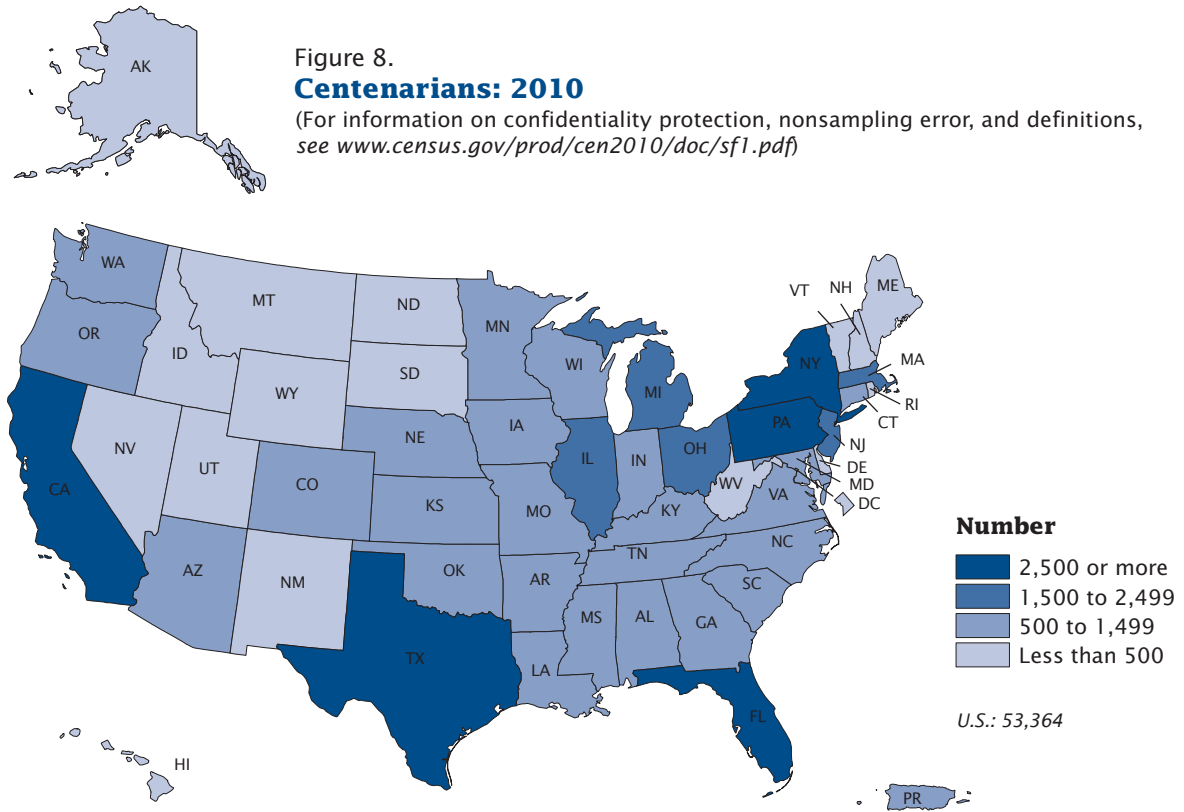 AK
Figure 8.
Centenarians: 2010
(For information on confidentiality protection, nonsampling error, and definitions,
see www.census.gov/prod/cen2010/doc/sf1.pdf)
WA
MT
ND
MN
VT
NH
ME
OR
ID
SD
WI
MI
NY
MA
WY
RI
CT
NV
UT
NE
IA
IL
IN
OH
PA
NJ
DE
MD
DC
CA
CO
KS
MO
KY
WV
VA
AZ
NM
OK
AR
TN
NC
SC
TX
LA
MS
AL
GA
FL
HI
PR
Number
2,500 or more
1,500 to 2,499
500 to 1,499
Less than 500
U.S.: 53,364